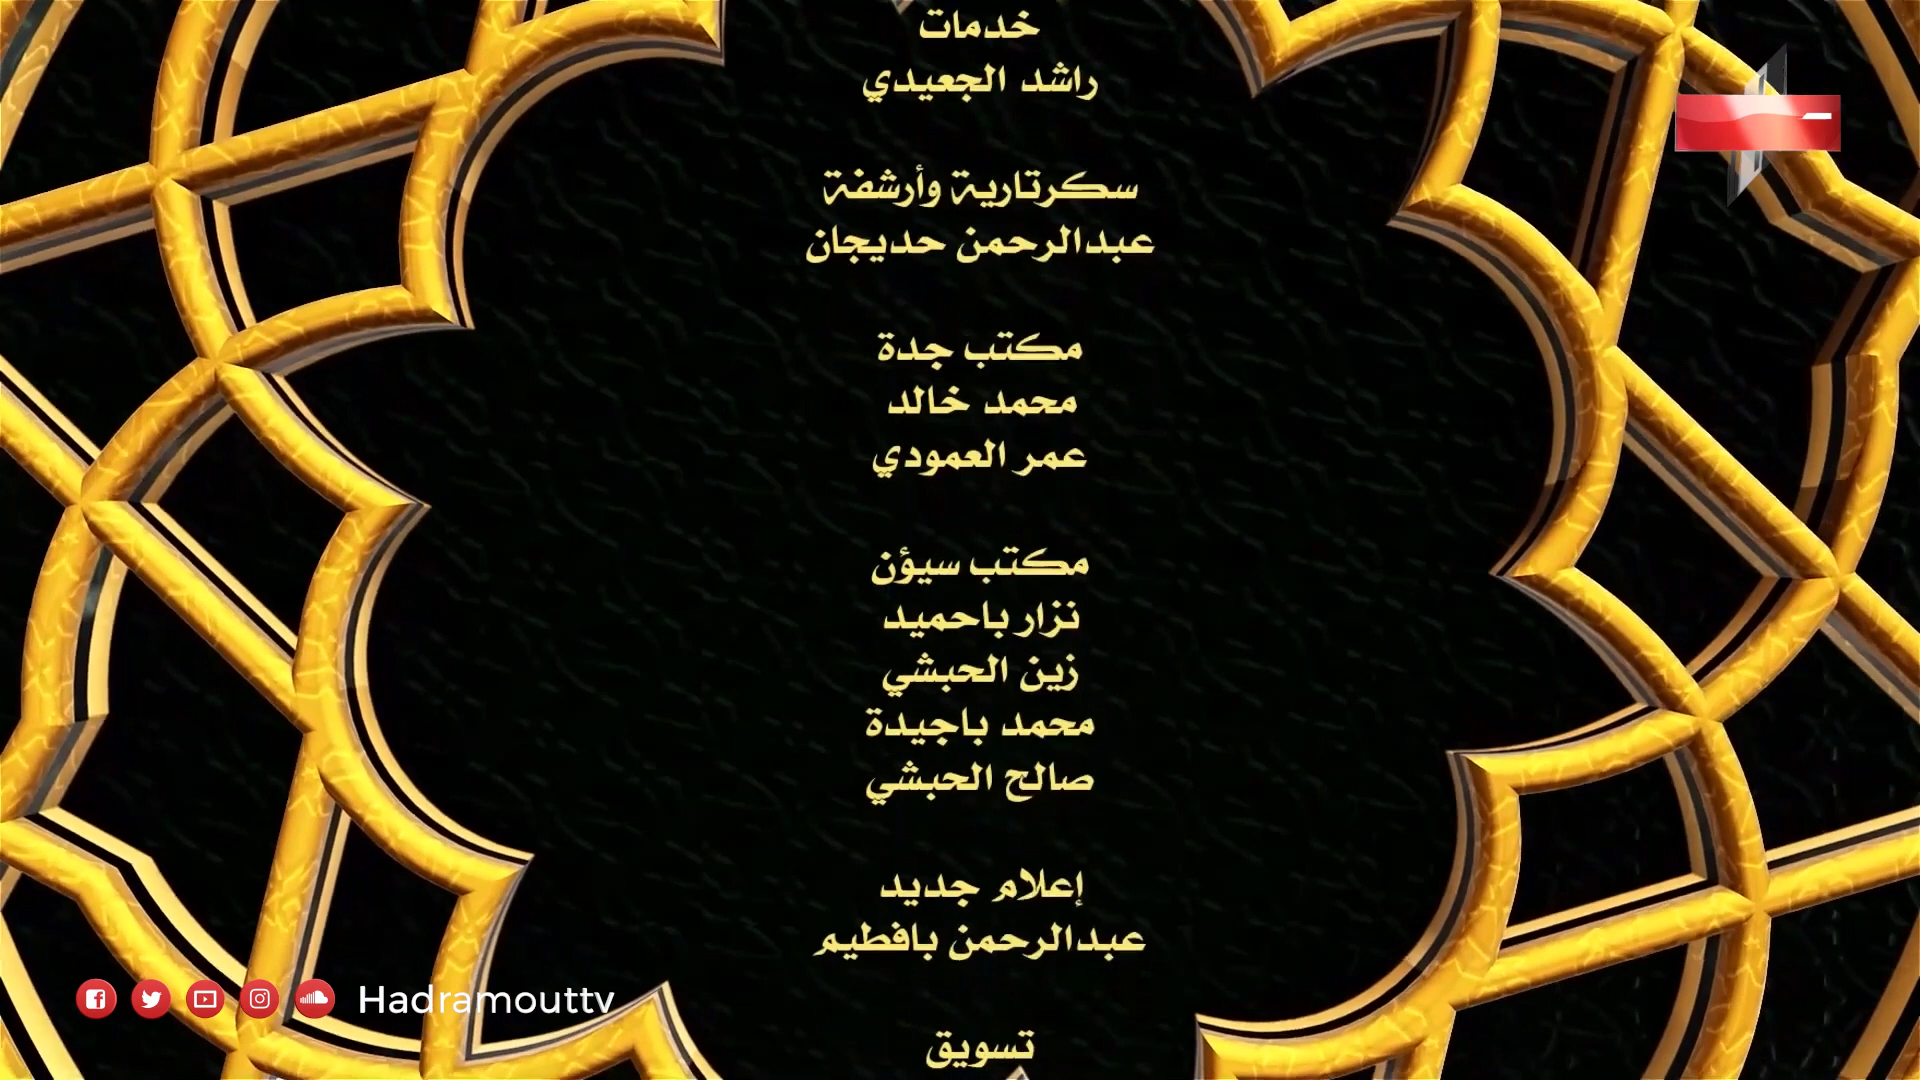 خدمات
راشد الجعيدي
سكرتارية وأرشفة
عبدالرحمن حديجان
مكتب جدة
محمد خالد
عمر العمودي
مكتب سيؤن
نزار باحميد
زين الحبشي
محمد باجيدة
صالح الحبشي
إعلام جديد
عبدالرحمن بافطيم
تسويق
Hadramouttv